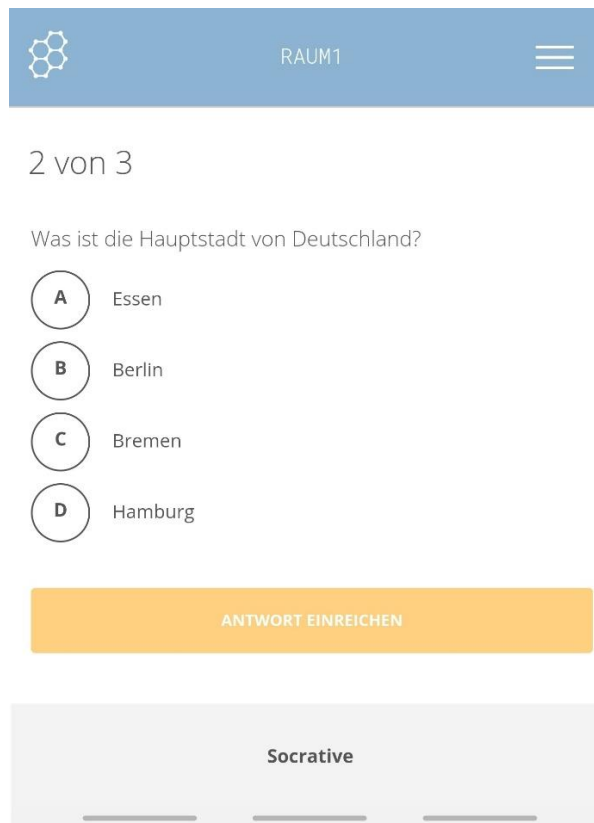 RAUM1
2 von 3
Was ist die Hauptstadt von Deutschland?
A Essen
B Berlin
C Bremen
D Hamburg
ANTWORT EINREICHEN
Socrative